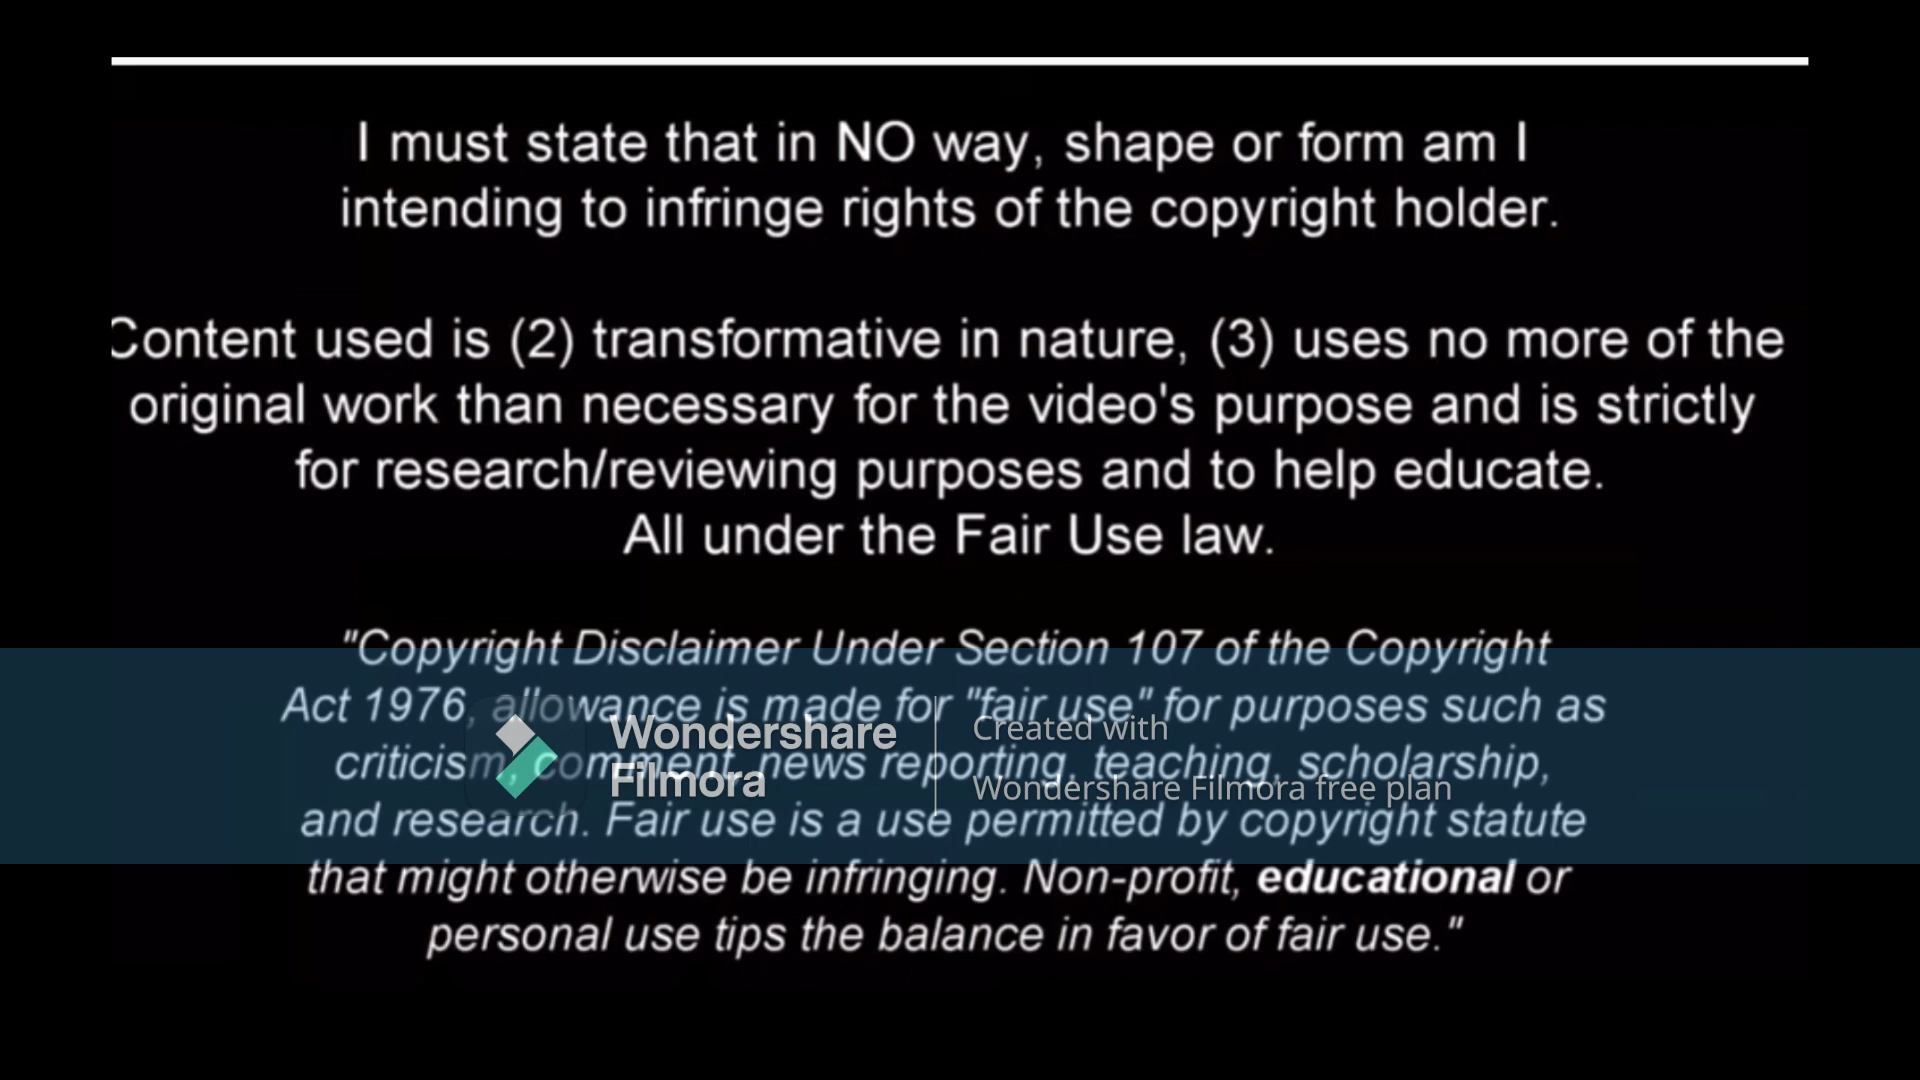 I must state that in NO way, shape or form am I
intending to infringe rights of the copyright holder.
Content used is (2) transformative in nature, (3) uses no more of the
original work than necessary for the video's purpose and is strictly
for research/reviewing purposes and to help educate.
All under the Fair Use law.
"Copyright Disclaimer Under Section 107 of the Copyright
Act 1976, allowance is made for "fair use" for purposes such as
criticism, comment, news reporting, teaching, scholarship,
and research. Fair use is a use permitted by copyright statute
that might otherwise be infringing. Non-profit, educational or
personal use tips the balance in favor of fair use."
Wondershare
Filmora
Created with
Wondershare Filmora free plan